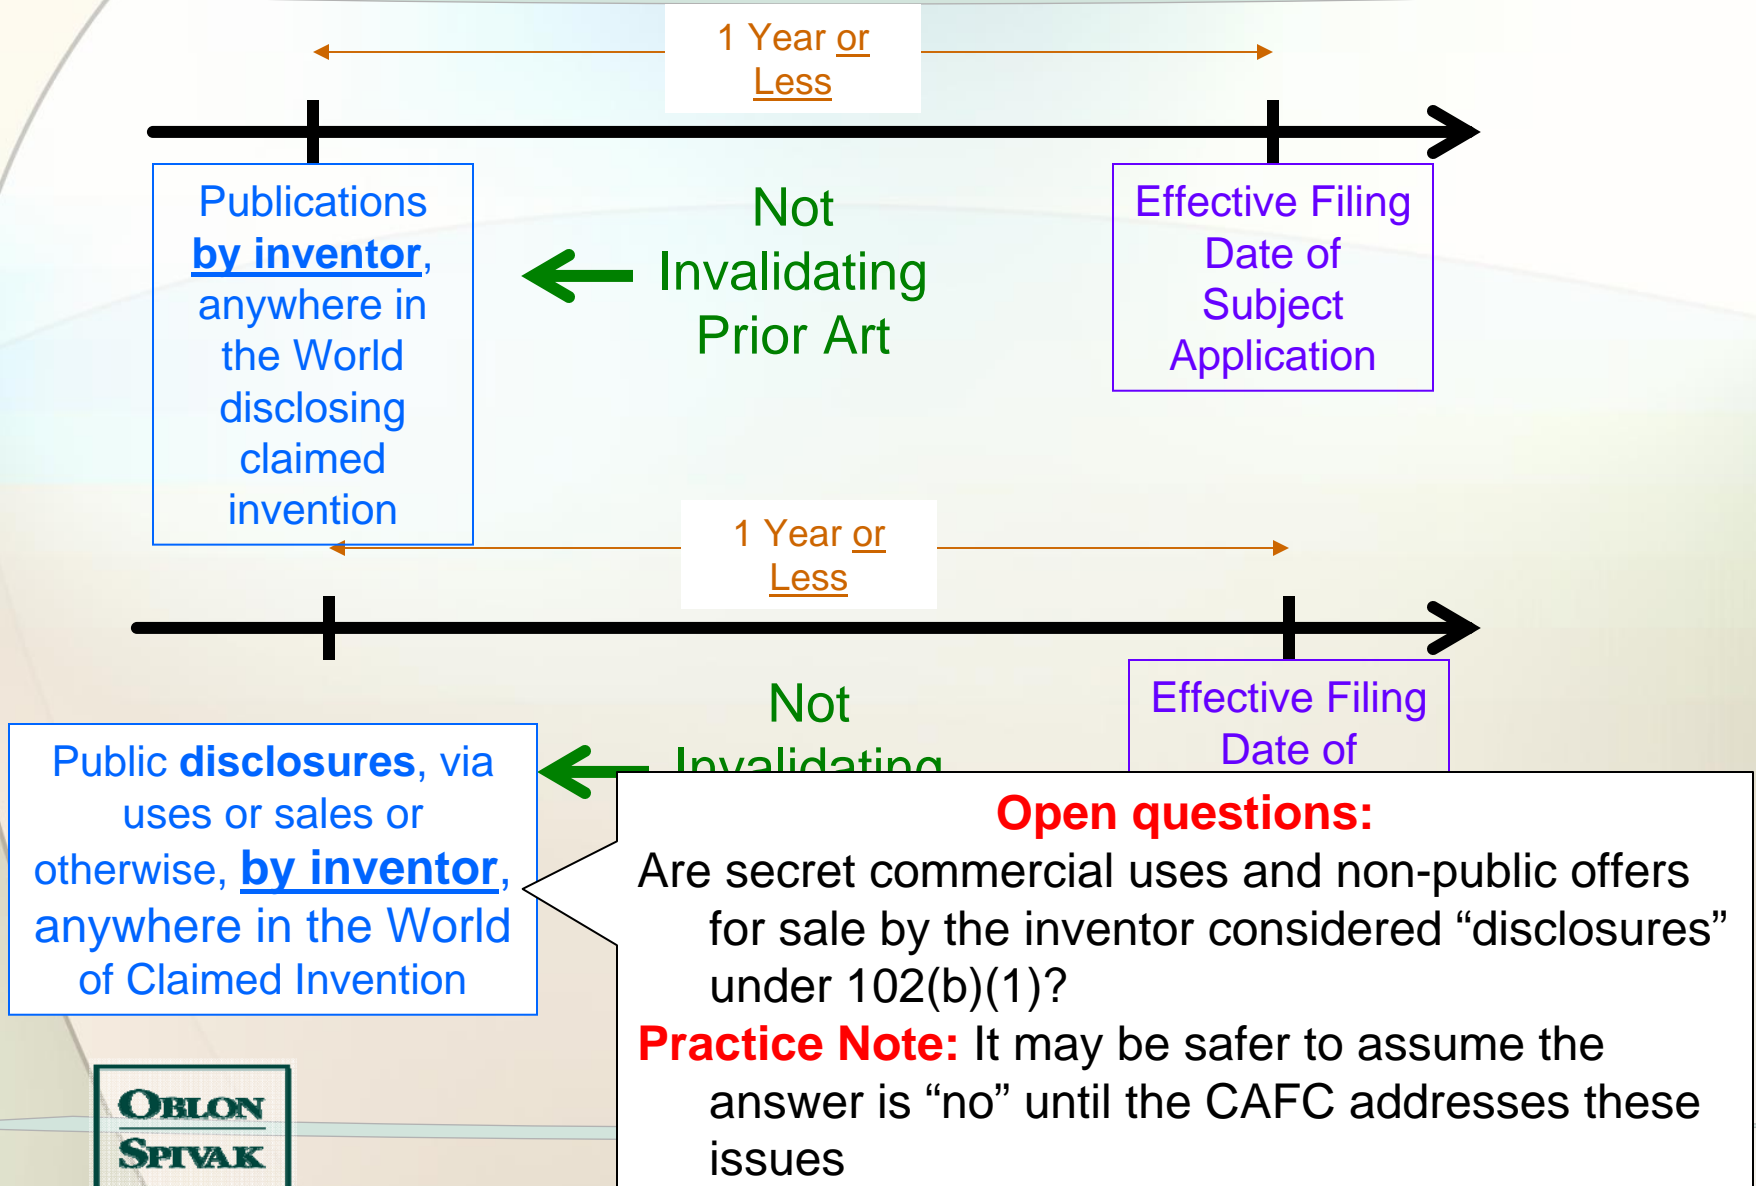 1 Year or
Less
Publications
by inventor,
anywhere in
the World
disclosing
claimed
invention
Not
Invalidating
Prior Art
Effective Filing
Date of
Subject
Application
1 Year or
Less
Public disclosures, via
uses or sales or
otherwise, by inventor,
anywhere in the World
of Claimed Invention
Not
Invalidating
Effective Filing
Date of
Open questions:
Are secret commercial uses and non-public offers
for sale by the inventor considered “disclosures”
under 102(b)(1)?
Practice Note: It may be safer to assume the
answer is “no” until the CAFC addresses these
issues
OBLON
SPIVAK